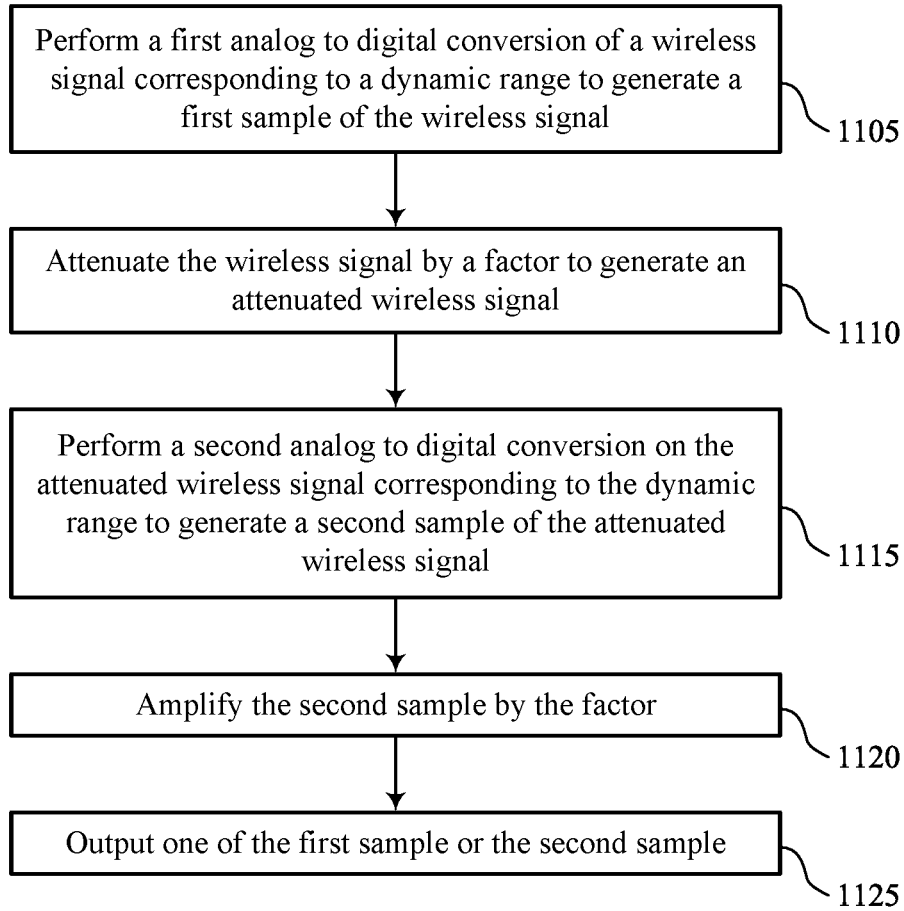 Perform a first analog to digital conversion of a wireless
signal corresponding to a dynamic range to generate a
first sample of the wireless signal
1105
Attenuate the wireless signal by a factor to generate an
attenuated wireless signal
1110
Perform a second analog to digital conversion on the
attenuated wireless signal corresponding to the dynamic
range to generate a second sample of the attenuated
wireless signal
1115
Amplify the second sample by the factor
1120
Output one of the first sample or the second sample
1125